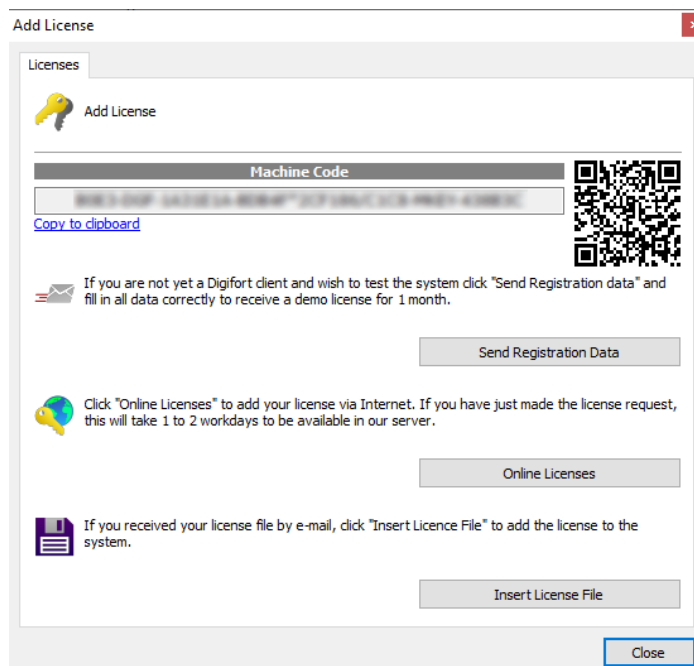 Add License
Licenses
Add License
Machine Code
Copy to clipboard
If you are not yet a Digifort client and wish to test the system click "Send Registration data" and
fill in all data correctly to receive a demo license for 1 month.
Send Registration Data
Click "Online Licenses" to add your license via Internet. If you have just made the license request,
this will take 1 to 2 workdays to be available in our server.
Online Licenses
If you received your license file by e-mail, click "Insert Licence File" to add the license to the
system.
Insert License File
Close